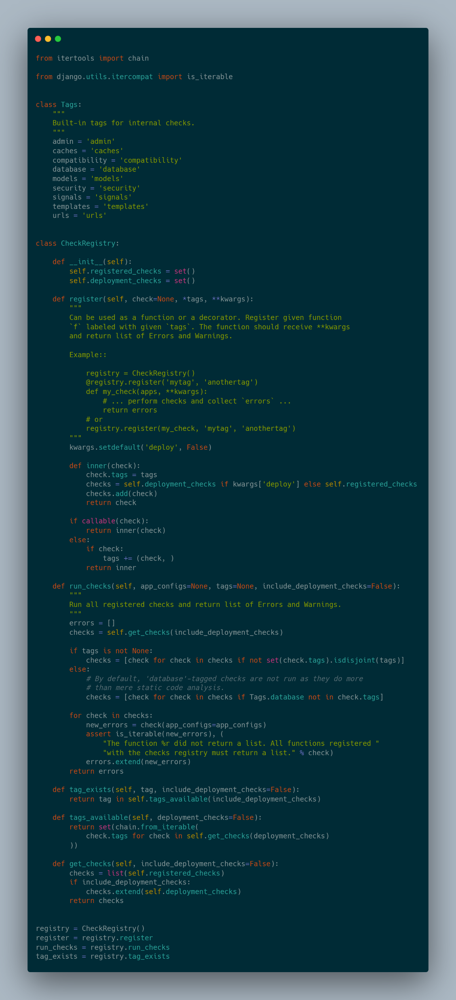 from itertools import chain

from django.utils.itercompat import is_iterable


class Tags:
    """
    Built-in tags for internal checks.
    """
    admin = 'admin'
    caches = 'caches'
    compatibility = 'compatibility'
    database = 'database'
    models = 'models'
    security = 'security'
    signals = 'signals'
    templates = 'templates'
    urls = 'urls'


class CheckRegistry:

    def __init__(self):
        self.registered_checks = set()
        self.deployment_checks = set()

    def register(self, check=None, *tags, **kwargs):
        """
        Can be used as a function or a decorator. Register given function
        `f` labeled with given `tags`. The function should receive **kwargs
        and return list of Errors and Warnings.

        Example::

            registry = CheckRegistry()
            @registry.register('mytag', 'anothertag')
            def my_check(apps, **kwargs):
                # ... perform checks and collect `errors` ...
                return errors
            # or
            registry.register(my_check, 'mytag', 'anothertag')
        """
        kwargs.setdefault('deploy', False)

        def inner(check):
            check.tags = tags
            checks = self.deployment_checks if kwargs['deploy'] else self.registered_checks
            checks.add(check)
            return check

        if callable(check):
            return inner(check)
        else:
            if check:
                tags += (check, )
            return inner

    def run_checks(self, app_configs=None, tags=None, include_deployment_checks=False):
        """
        Run all registered checks and return list of Errors and Warnings.
        """
        errors = []
        checks = self.get_checks(include_deployment_checks)

        if tags is not None:
            checks = [check for check in checks if not set(check.tags).isdisjoint(tags)]
        else:
            # By default, 'database'-tagged checks are not run as they do more
            # than mere static code analysis.
            checks = [check for check in checks if Tags.database not in check.tags]

        for check in checks:
            new_errors = check(app_configs=app_configs)
            assert is_iterable(new_errors), (
                "The function %r did not return a list. All functions registered "
                "with the checks registry must return a list." % check)
            errors.extend(new_errors)
        return errors

    def tag_exists(self, tag, include_deployment_checks=False):
        return tag in self.tags_available(include_deployment_checks)

    def tags_available(self, deployment_checks=False):
        return set(chain.from_iterable(
            check.tags for check in self.get_checks(deployment_checks)
        ))

    def get_checks(self, include_deployment_checks=False):
        checks = list(self.registered_checks)
        if include_deployment_checks:
            checks.extend(self.deployment_checks)
        return checks


registry = CheckRegistry()
register = registry.register
run_checks = registry.run_checks
tag_exists = registry.tag_exists